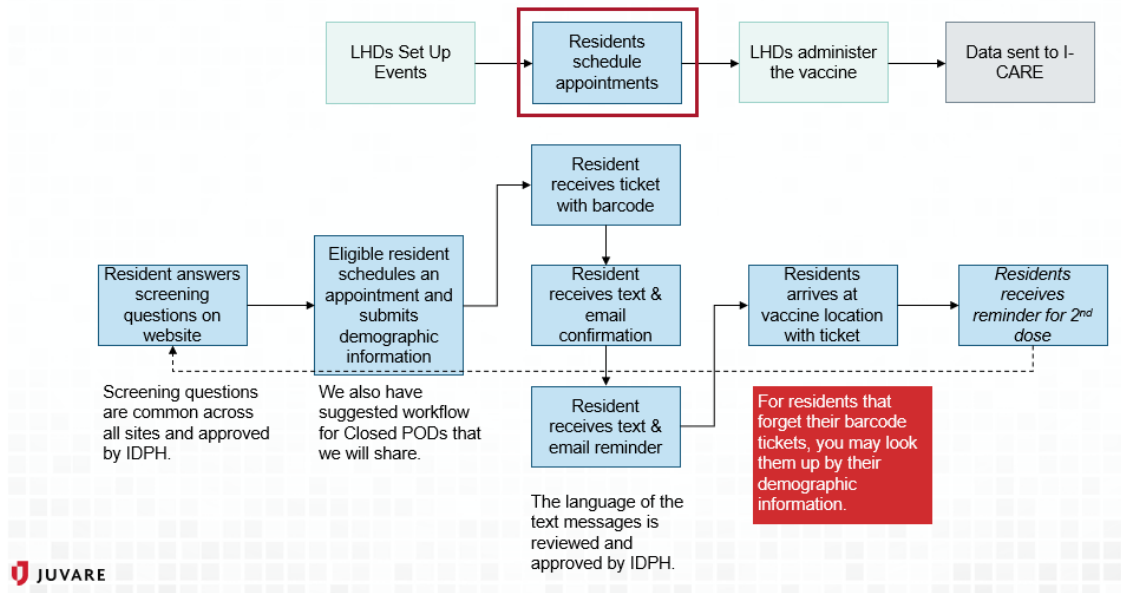 LHDs Set Up
Events
Residents
schedule
appointments
LHDs administer
the vaccine
Data sent to I-
CARE
Resident
receives ticket
with barcode
Resident answers
screening
questions on
website
Eligible resident
schedules an
appointment and
submits
demographic
information
Resident
receives text &
email
confirmation
Residents
arrives at
vaccine location
with ticket
Residents
receives
reminder for 2nd
dose
Screening questions
are common across
all sites and approved
by IDPH.
We also have
suggested workflow
for Closed PODs that
we will share.
Resident
receives text &
email reminder
For residents that
forget their barcode
tickets, you may look
them up by their
demographic
information.
The language of the
text messages is
reviewed and
approved by IDPH.
JUVARE